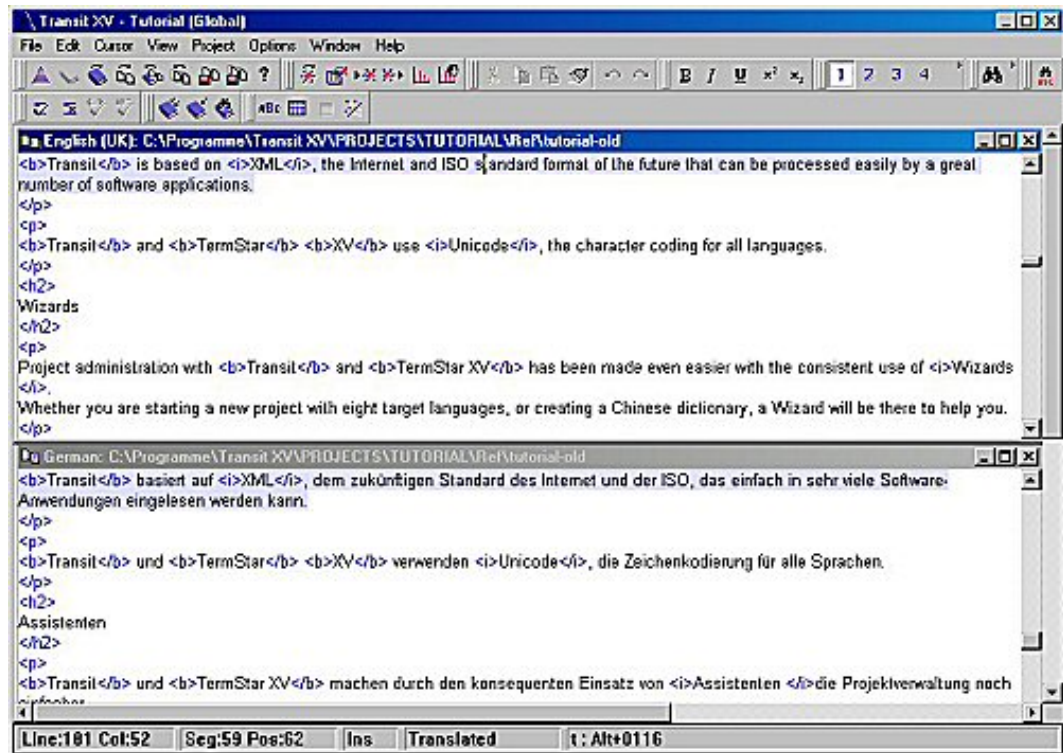 Transit XV - Tutorial (Global)
File Edit Cursor View Project Options Window Help
? B I U x² x₂ 1 2 3 4
ABC
English (UK): C:\Programme\Transit XV\PROJECTS\TUTORIAL\Ref\tutorial-old
<b>Transit</b> is based on <i>XML</i>, the Internet and ISO standard format of the future that can be processed easily by a great
number of software applications.
</p>
<p>
<b>Transit</b> and <b>TermStar</b> <b>XV</b> use <i>Unicode</i>, the character coding for all languages.
</p>
<h2>
Wizards
</h2>
<p>
Project administration with <b>Transit</b> and <b>TermStar XV</b> has been made even easier with the consistent use of <i>Wizards
</i>.
Whether you are starting a new project with eight target languages, or creating a Chinese dictionary, a Wizard will be there to help you.
</p>
German: C:\Programme\Transit XV\PROJECTS\TUTORIAL\Ref\tutorial-old
<b>Transit</b> basiert auf <i>XML</i>, dem zukünftigen Standard des Internet und der ISO, das einfach in sehr viele Software-
Anwendungen eingelesen werden kann.
</p>
<p>
<b>Transit</b> und <b>TermStar</b> <b>XV</b> verwenden <i>Unicode</i>, die Zeichenkodierung für alle Sprachen.
</p>
<h2>
Assistenten
</h2>
<p>
<b>Transit</b> und <b>TermStar XV</b> machen durch den konsequenten Einsatz von <i>Assistenten </i>die Projektverwaltung noch
Line:181 Col:52 Seg:59 Pos:62 Ins Translated t : Alt+0116